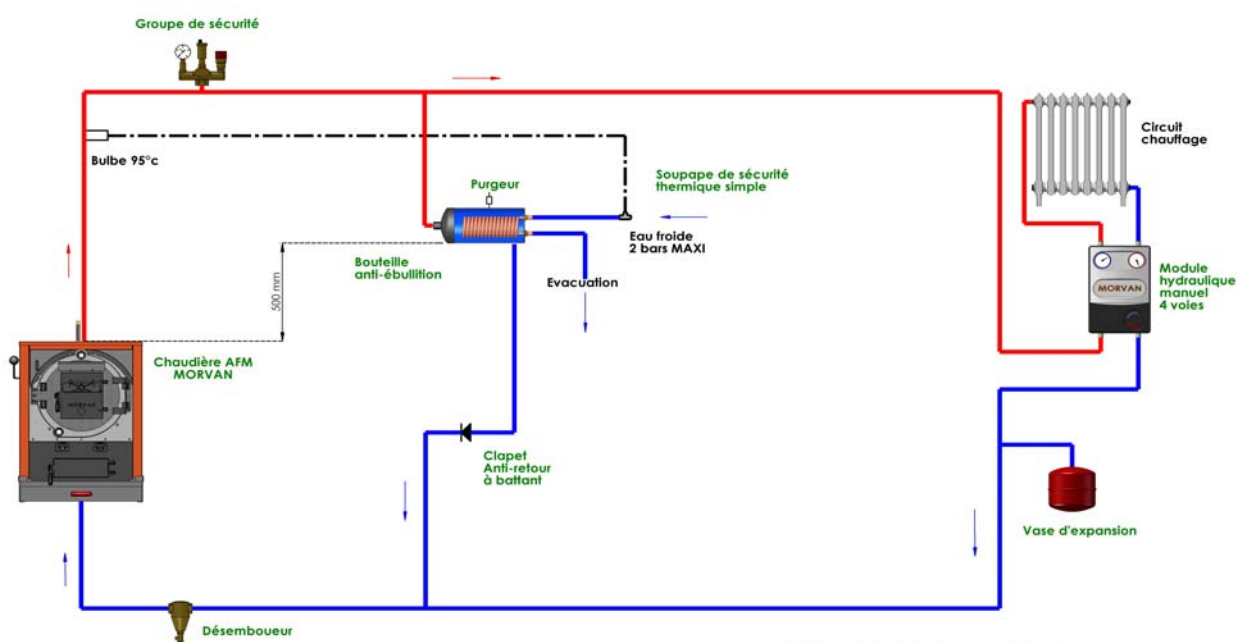 Groupe de sécurité
Bulbe 95°c
Purgeur
Soupape de sécurité
thermique simple
Circuit
chauffage
Eau froide
2 bars MAXI
Bouteille
anti-ébullition
Evacuation
500 mm
MORVAN
Module
hydraulique
manuel
4 voies
Chaudière AFM
MORVAN
MORVAN
Clapet
Anti-retour
à battant
Vase d'expansion
Désemboueur